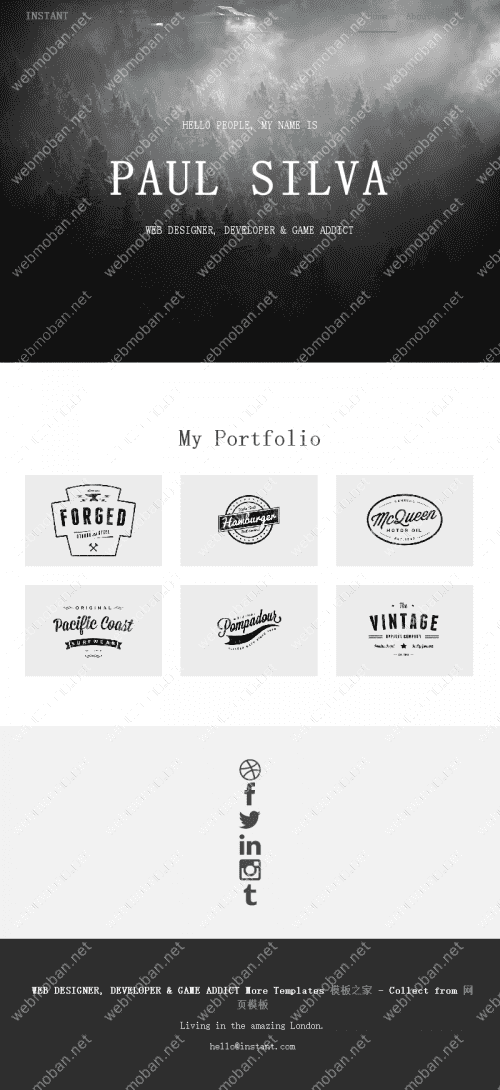 INSTANT
HELLO PEOPLE, MY NAME IS
PAUL SILVA
WEB DESIGNER, DEVELOPER & GAME ADDICT
My Portfolio
FORGED
Hamburger
McQueen
MOTOR OIL
ORIGINAL
Pacific Coast
SURFWEAR
Pompadour
The
VINTAGE
WEB DESIGNER, DEVELOPER & GAME ADDICT More Templates 模板之家 - Collect from 网
页模板
Living in the amazing London.
hello@instant.com
webmoban.net